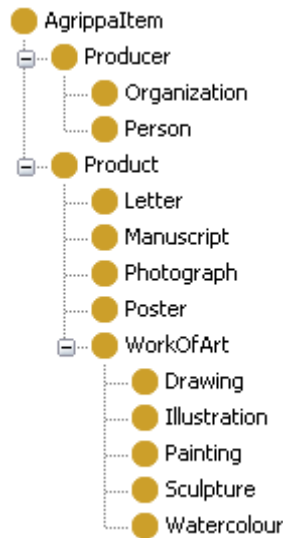 AgrippaItem
Producer
Organization
Person
Product
Letter
Manuscript
Photograph
Poster
WorkOfArt
Drawing
Illustration
Painting
Sculpture
Watercolour